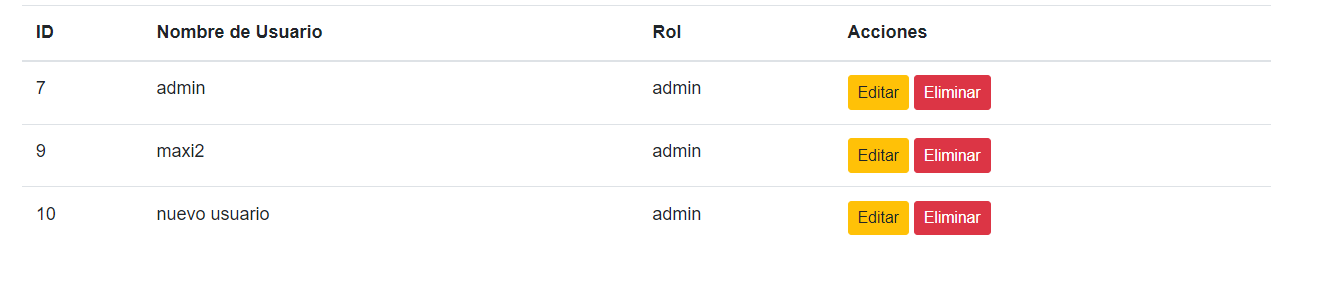 ID Nombre de Usuario Rol Acciones
7 admin admin Editar Eliminar
9 maxi2 admin Editar Eliminar
10 nuevo usuario admin Editar Eliminar